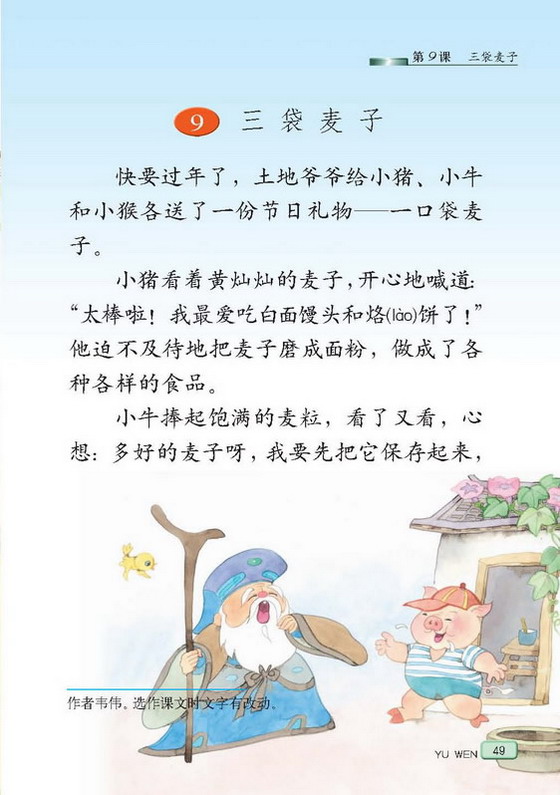 第9课 三袋麦子
9 三袋麦子
快要过年了，土地爷爷给小猪、小牛
和小猴各送了一份节日礼物——一口袋麦
子。
小猪看着黄灿灿的麦子，开心地喊道：
“太棒啦！我最爱吃白面馒头和烙(lào)饼了！”
他迫不及待地把麦子磨成面粉，做成了各
种各样的食品。
小牛捧起饱满的麦粒，看了又看，心
想：多好的麦子呀，我要先把它保存起来，
作者韦伟。选作课文时文字有改动。
YU WEN 49